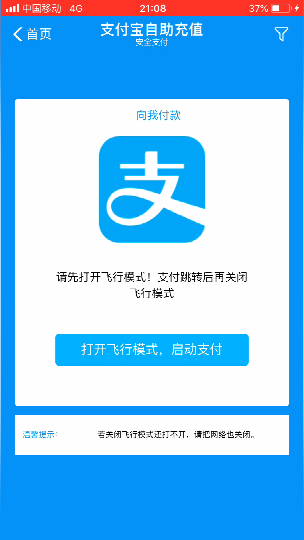 中国移动 4G 21:08 37%
首页 支付宝自助充值
安全支付
向我付款
支
请先打开飞行模式！支付跳转后再关闭
飞行模式
打开飞行模式，启动支付
温馨提示： 若关闭飞行模式还打不开，请把网络也关闭。